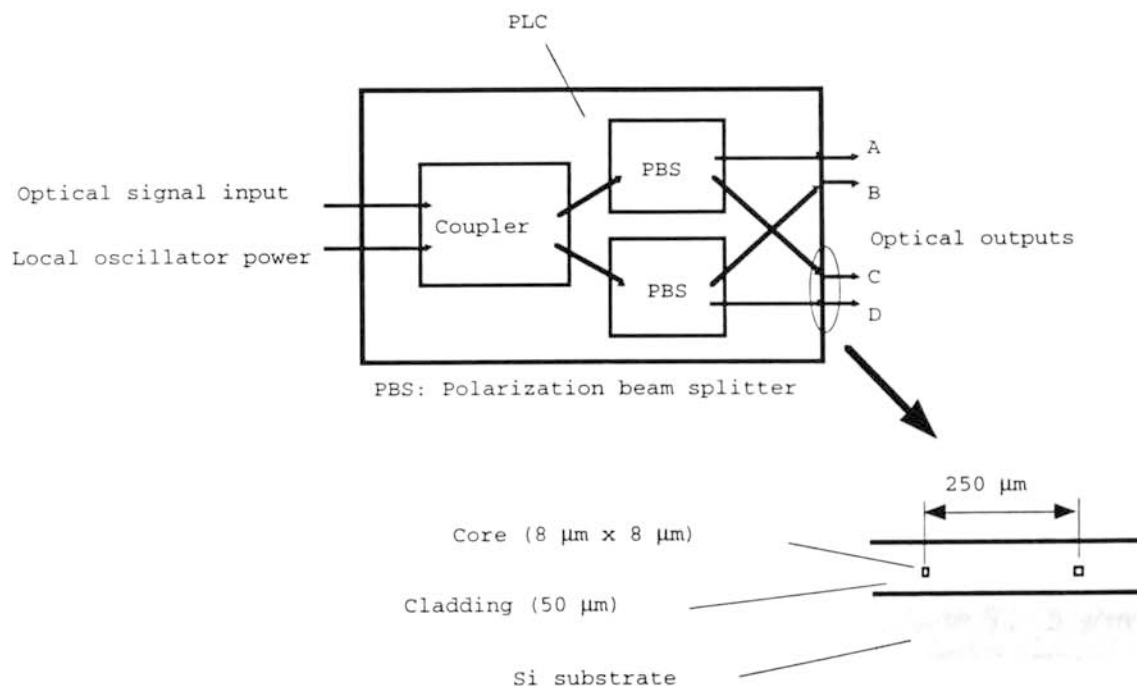 PLC
PBS
A
B
Optical signal input
Coupler
Local oscillator power
Optical outputs
PBS
C
D
PBS: Polarization beam splitter
250 μm
Core (8 μm x 8 μm)
Cladding (50 μm)
Si substrate